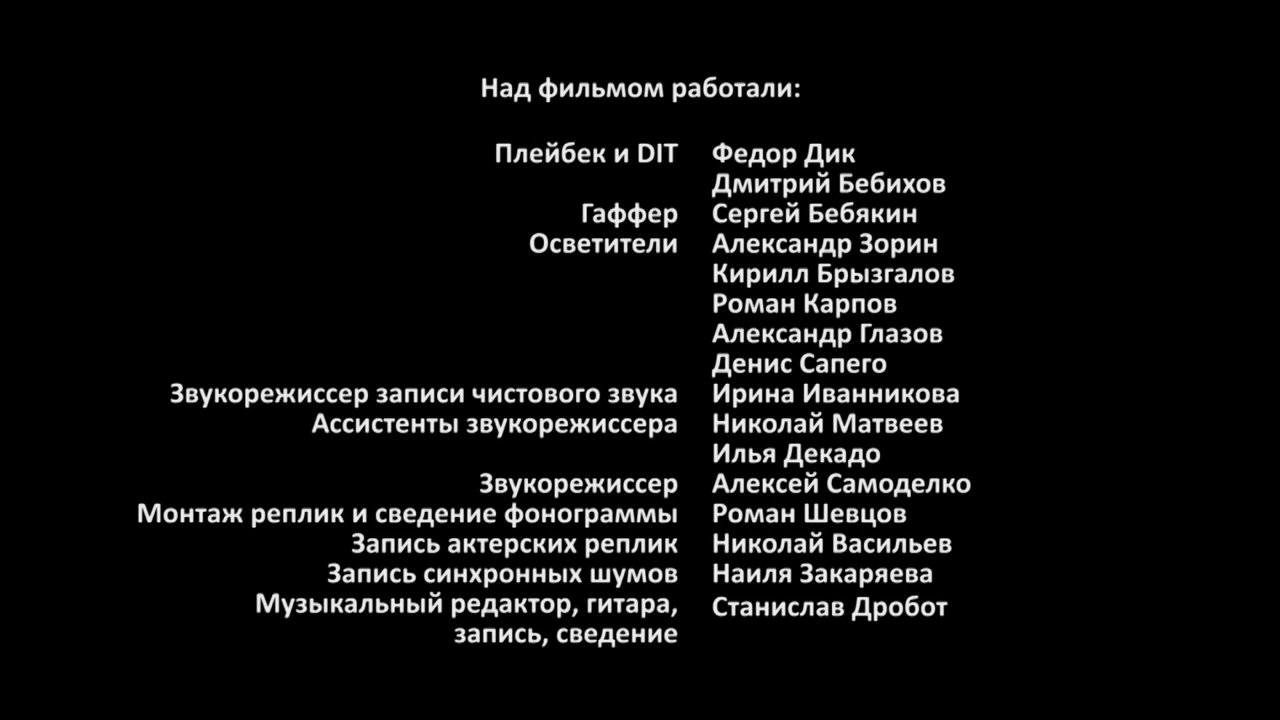 Над фильмом работали:
Плейбек и DIT Федор Дик
Дмитрий Бебихов
Гаффер Сергей Бебякин
Осветители Александр Зорин
Кирилл Брызгалов
Роман Карпов
Александр Глазов
Денис Сапего
Звукорежиссер записи чистового звука Ирина Иванникова
Ассистенты звукорежиссера Николай Матвеев
Илья Декадо
Звукорежиссер Алексей Самоделко
Монтаж реплик и сведение фонограммы Роман Шевцов
Запись актерских реплик Николай Васильев
Запись синхронных шумов Наиля Закаряева
Музыкальный редактор, гитара, Станислав Дробот
запись, сведение